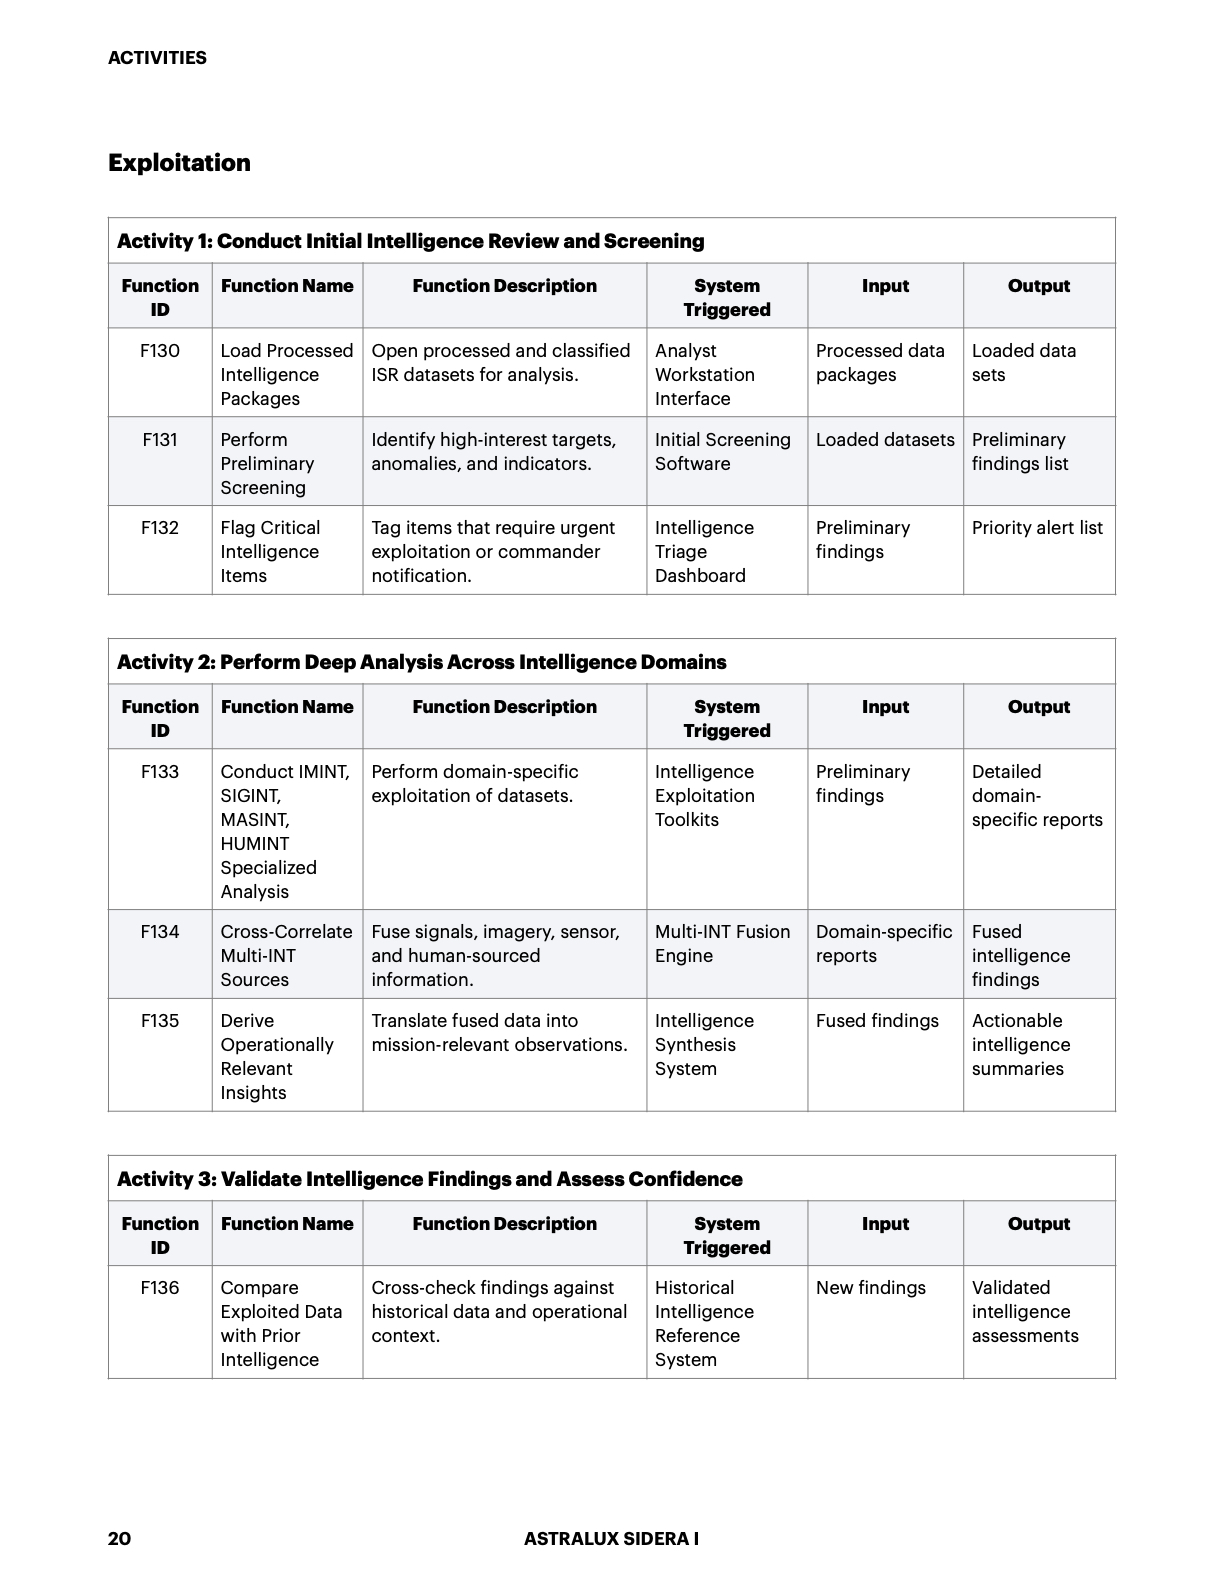 ACTIVITIES
Exploitation
Activity 1: Conduct Initial Intelligence Review and Screening
Function ID | Function Name | Function Description | System Triggered | Input | Output
F130 | Load Processed Intelligence Packages | Open processed and classified ISR datasets for analysis. | Analyst Workstation Interface | Processed data packages | Loaded data sets
F131 | Perform Preliminary Screening | Identify high-interest targets, anomalies, and indicators. | Initial Screening Software | Loaded datasets | Preliminary findings list
F132 | Flag Critical Intelligence Items | Tag items that require urgent exploitation or commander notification. | Intelligence Triage Dashboard | Preliminary findings | Priority alert list
Activity 2: Perform Deep Analysis Across Intelligence Domains
Function ID | Function Name | Function Description | System Triggered | Input | Output
F133 | Conduct IMINT, SIGINT, MASINT, HUMINT Specialized Analysis | Perform domain-specific exploitation of datasets. | Intelligence Exploitation Toolkits | Preliminary findings | Detailed domain-specific reports
F134 | Cross-Correlate Multi-INT Sources | Fuse signals, imagery, sensor, and human-sourced information. | Multi-INT Fusion Engine | Domain-specific reports | Fused intelligence findings
F135 | Derive Operationally Relevant Insights | Translate fused data into mission-relevant observations. | Intelligence Synthesis System | Fused findings | Actionable intelligence summaries
Activity 3: Validate Intelligence Findings and Assess Confidence
Function ID | Function Name | Function Description | System Triggered | Input | Output
F136 | Compare Exploited Data with Prior Intelligence | Cross-check findings against historical data and operational context. | Historical Intelligence Reference System | New findings | Validated intelligence assessments
20
ASTRALUX SIDERA I